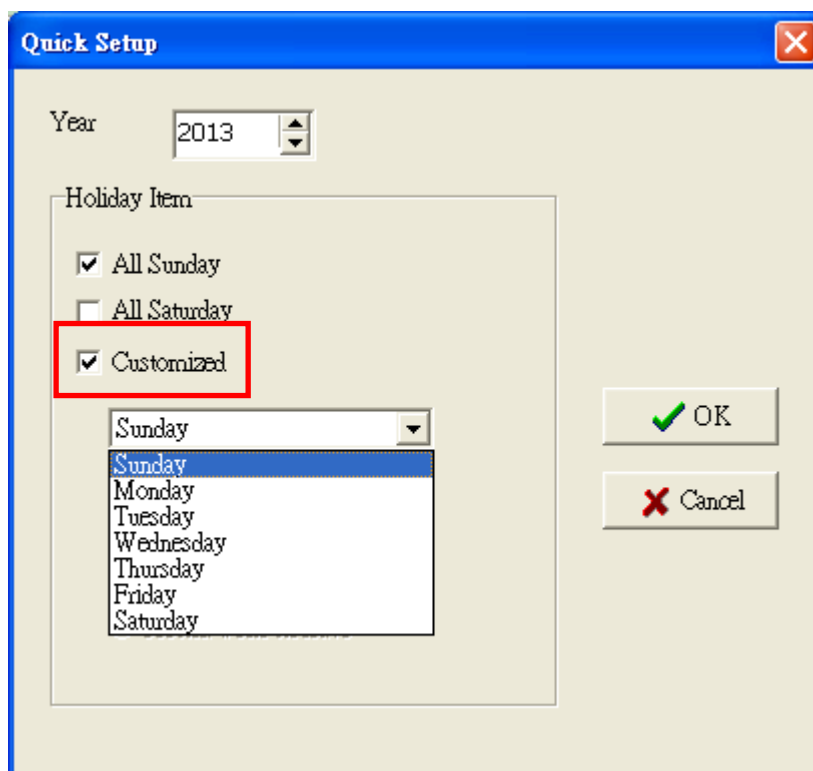 Quick Setup
Year
2013
Holiday Item
All Sunday
All Saturday
Customized
Sunday
Sunday
Monday
Tuesday
Wednesday
Thursday
Friday
Saturday
OK
Cancel